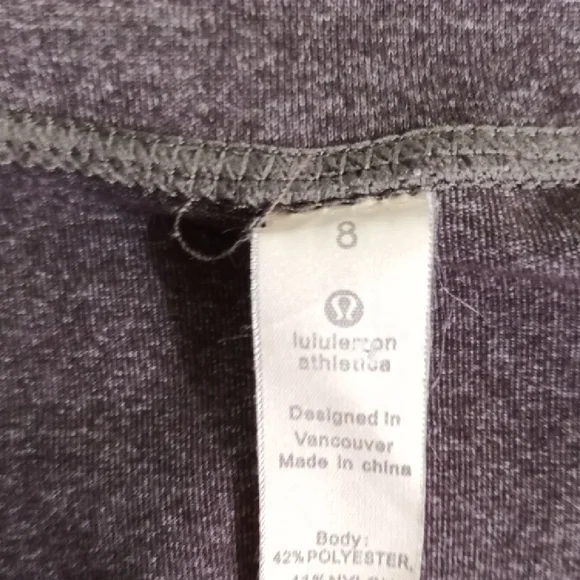 8
lululemon
athletica
Designed in
Vancouver
Made in china
Body:
42%POLYESTER,